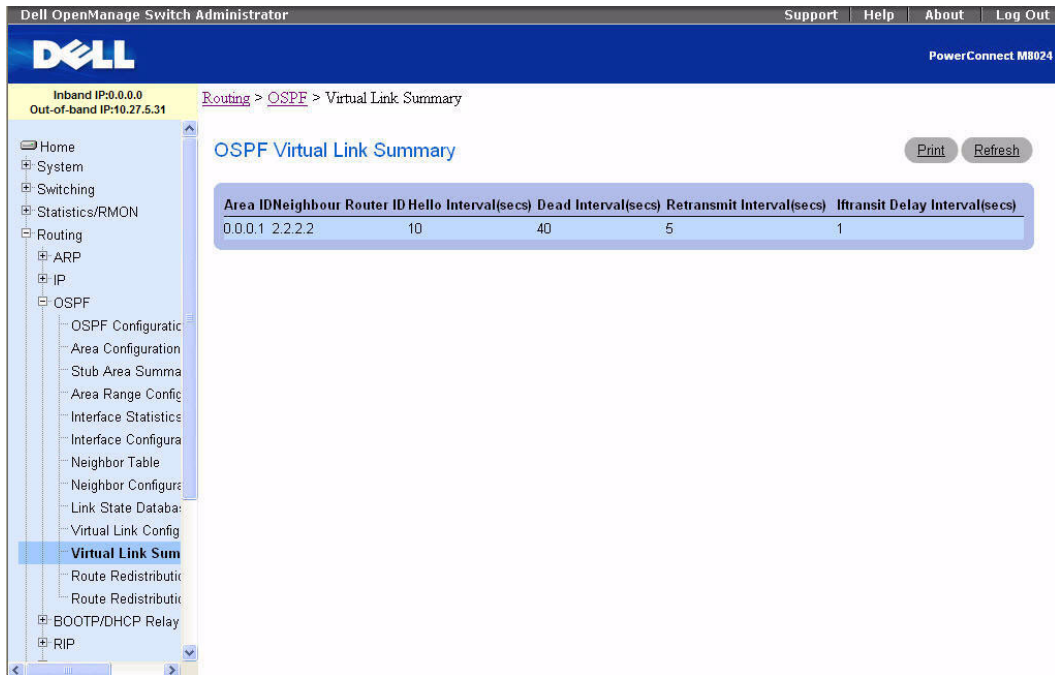 Dell OpenManage Switch Administrator
Support Help About Log Out
DELL
PowerConnect M8024
Inband IP:0.0.0.0
Out-of-band IP:10.27.5.31
Routing > OSPF > Virtual Link Summary
Home
System
Switching
Statistics/RMON
Routing
ARP
IP
OSPF
OSPF Configuratic
Area Configuration
Stub Area Summa
Area Range Config
Interface Statistics
Interface Configura
Neighbor Table
Neighbor Configura
Link State Databa
Virtual Link Config
Virtual Link Sum
Route Redistributic
Route Redistributic
BOOTP/DHCP Relay
RIP
OSPF Virtual Link Summary
Print Refresh
Area ID Neighbour Router ID Hello Interval(secs) Dead Interval(secs) Retransmit Interval(secs) Iftransit Delay Interval(secs)
0.0.0.1 2.2.2.2 10 40 5 1